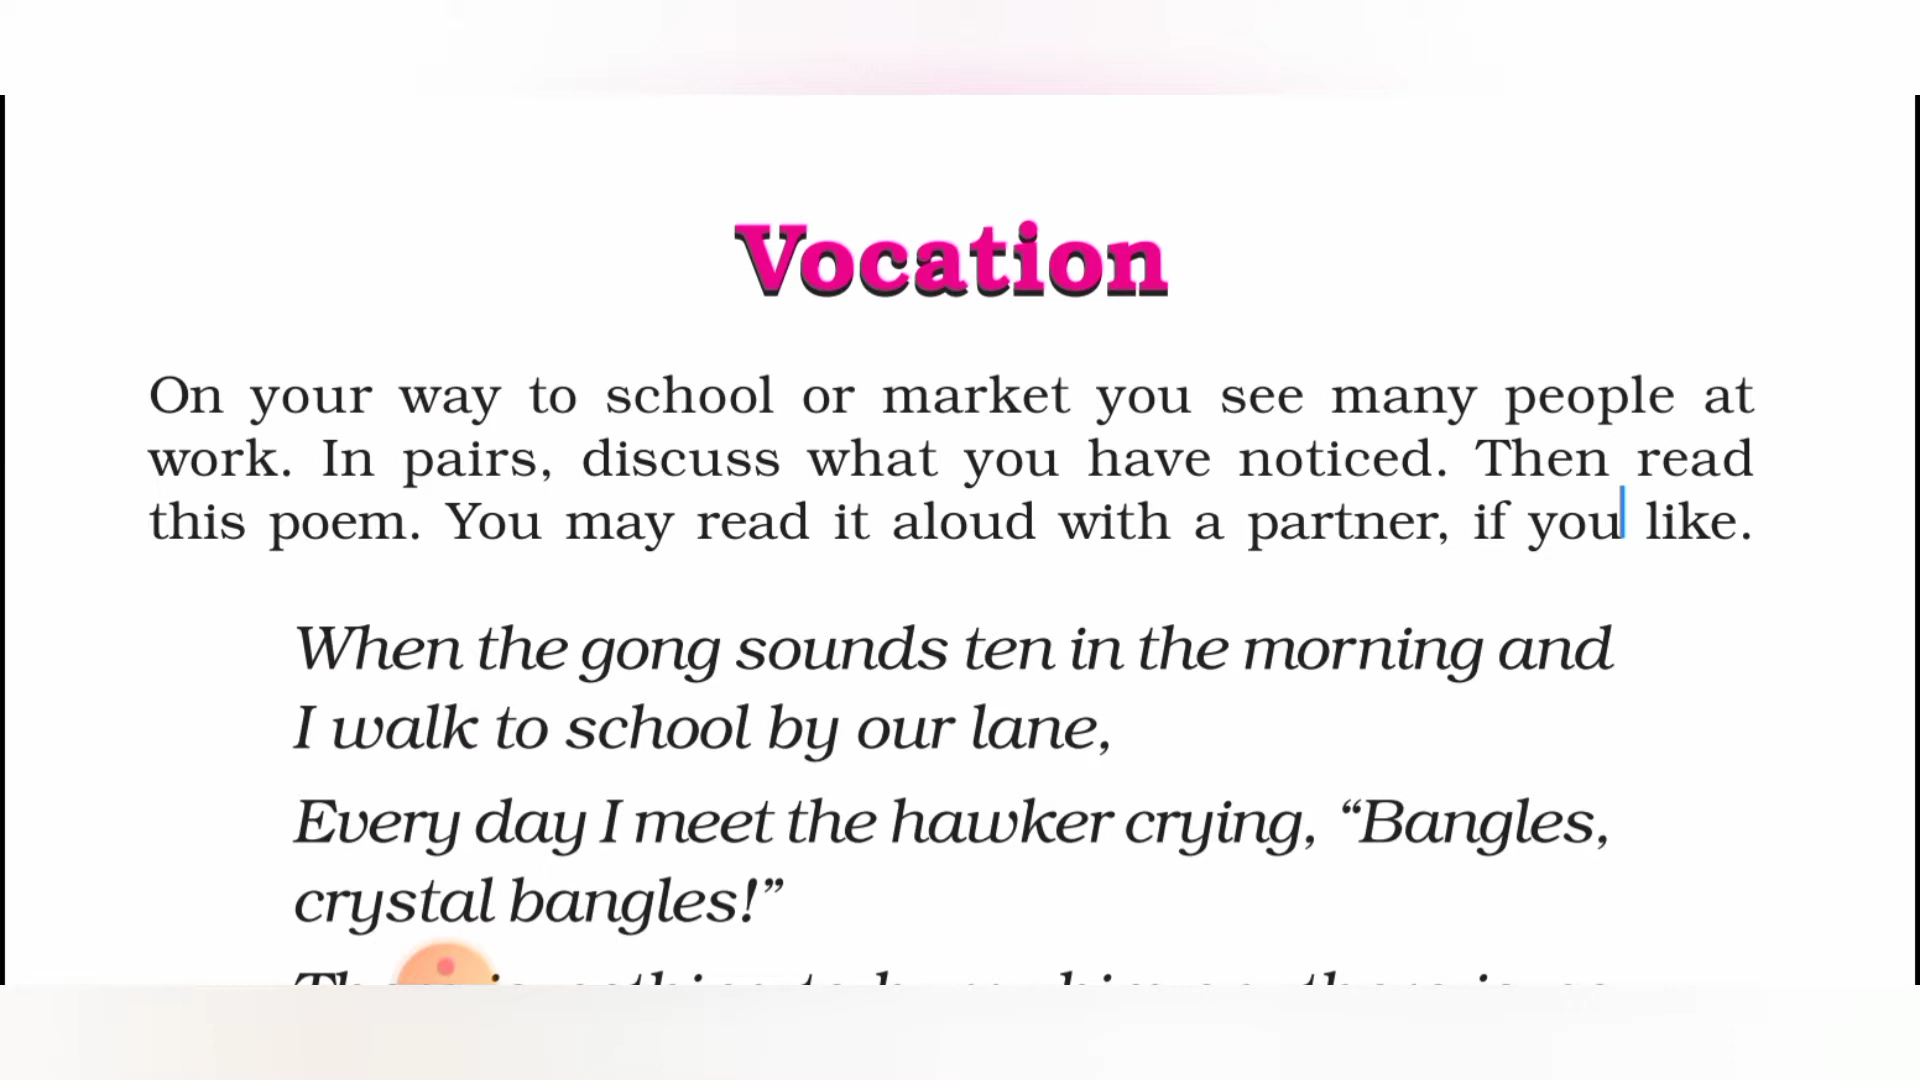 Vocation
On your way to school or market you see many people at
work. In pairs, discuss what you have noticed. Then read
this poem. You may read it aloud with a partner, if you like.
When the gong sounds ten in the morning and
I walk to school by our lane,
Every day I meet the hawker crying, “Bangles,
crystal bangles!”